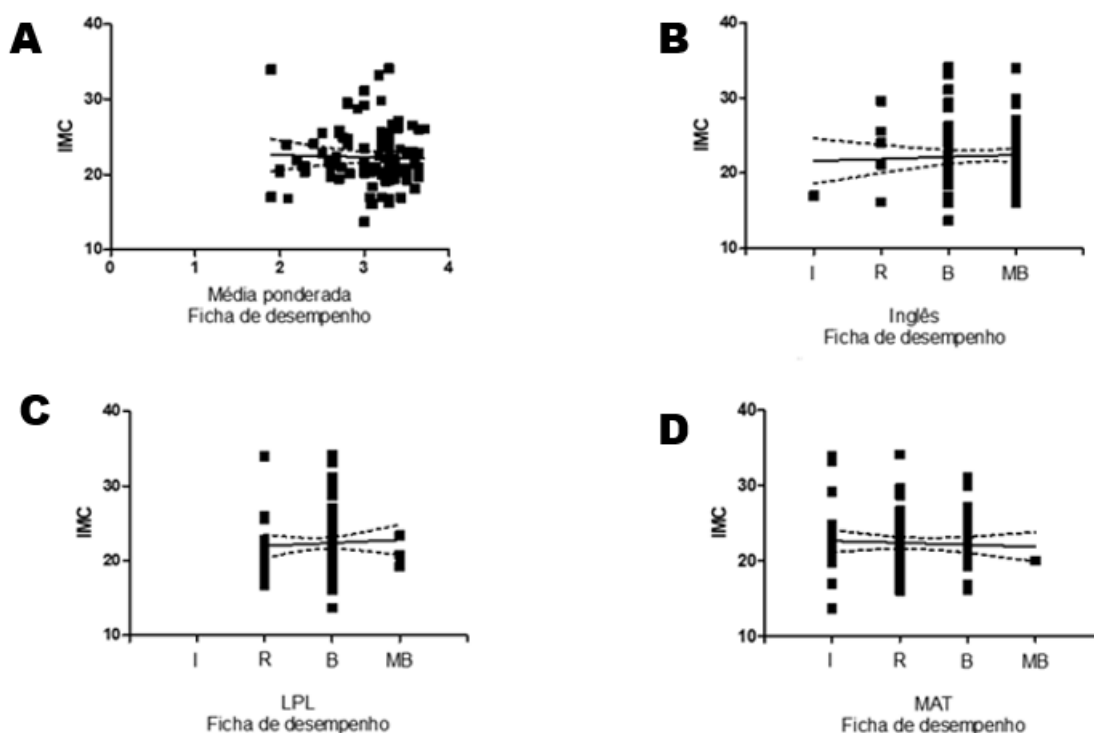 A
40
30
20
10
IMC
0
1
2
3
4
Média ponderada
Ficha de desempenho
B
40
30
20
10
IMC
I
R
B
MB
Inglês
Ficha de desempenho
C
40
30
20
10
IMC
I
R
B
MB
LPL
Ficha de desempenho
D
40
30
20
10
IMC
I
R
B
MB
MAT
Ficha de desempenho